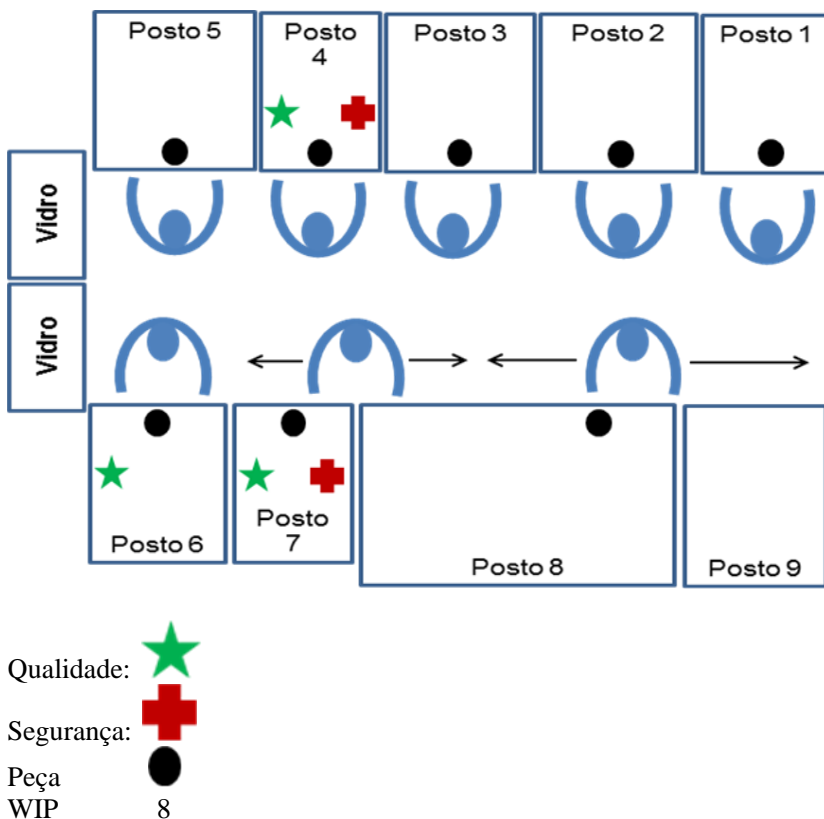 Posto 5
Posto
4
Posto 3
Posto 2
Posto 1
Vidro
Vidro
Posto 6
Posto
7
Posto 8
Posto 9
Qualidade:
Segurança:
Peça
WIP 8